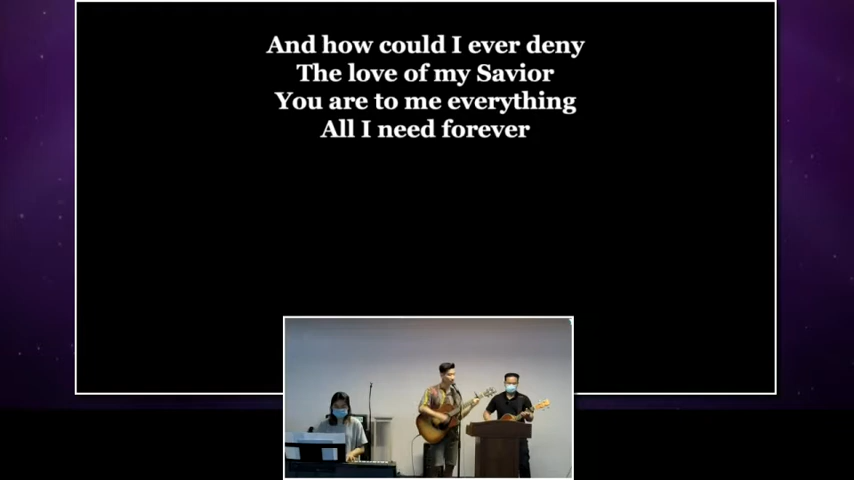 And how could I ever deny
The love of my Savior
You are to me everything
All I need forever